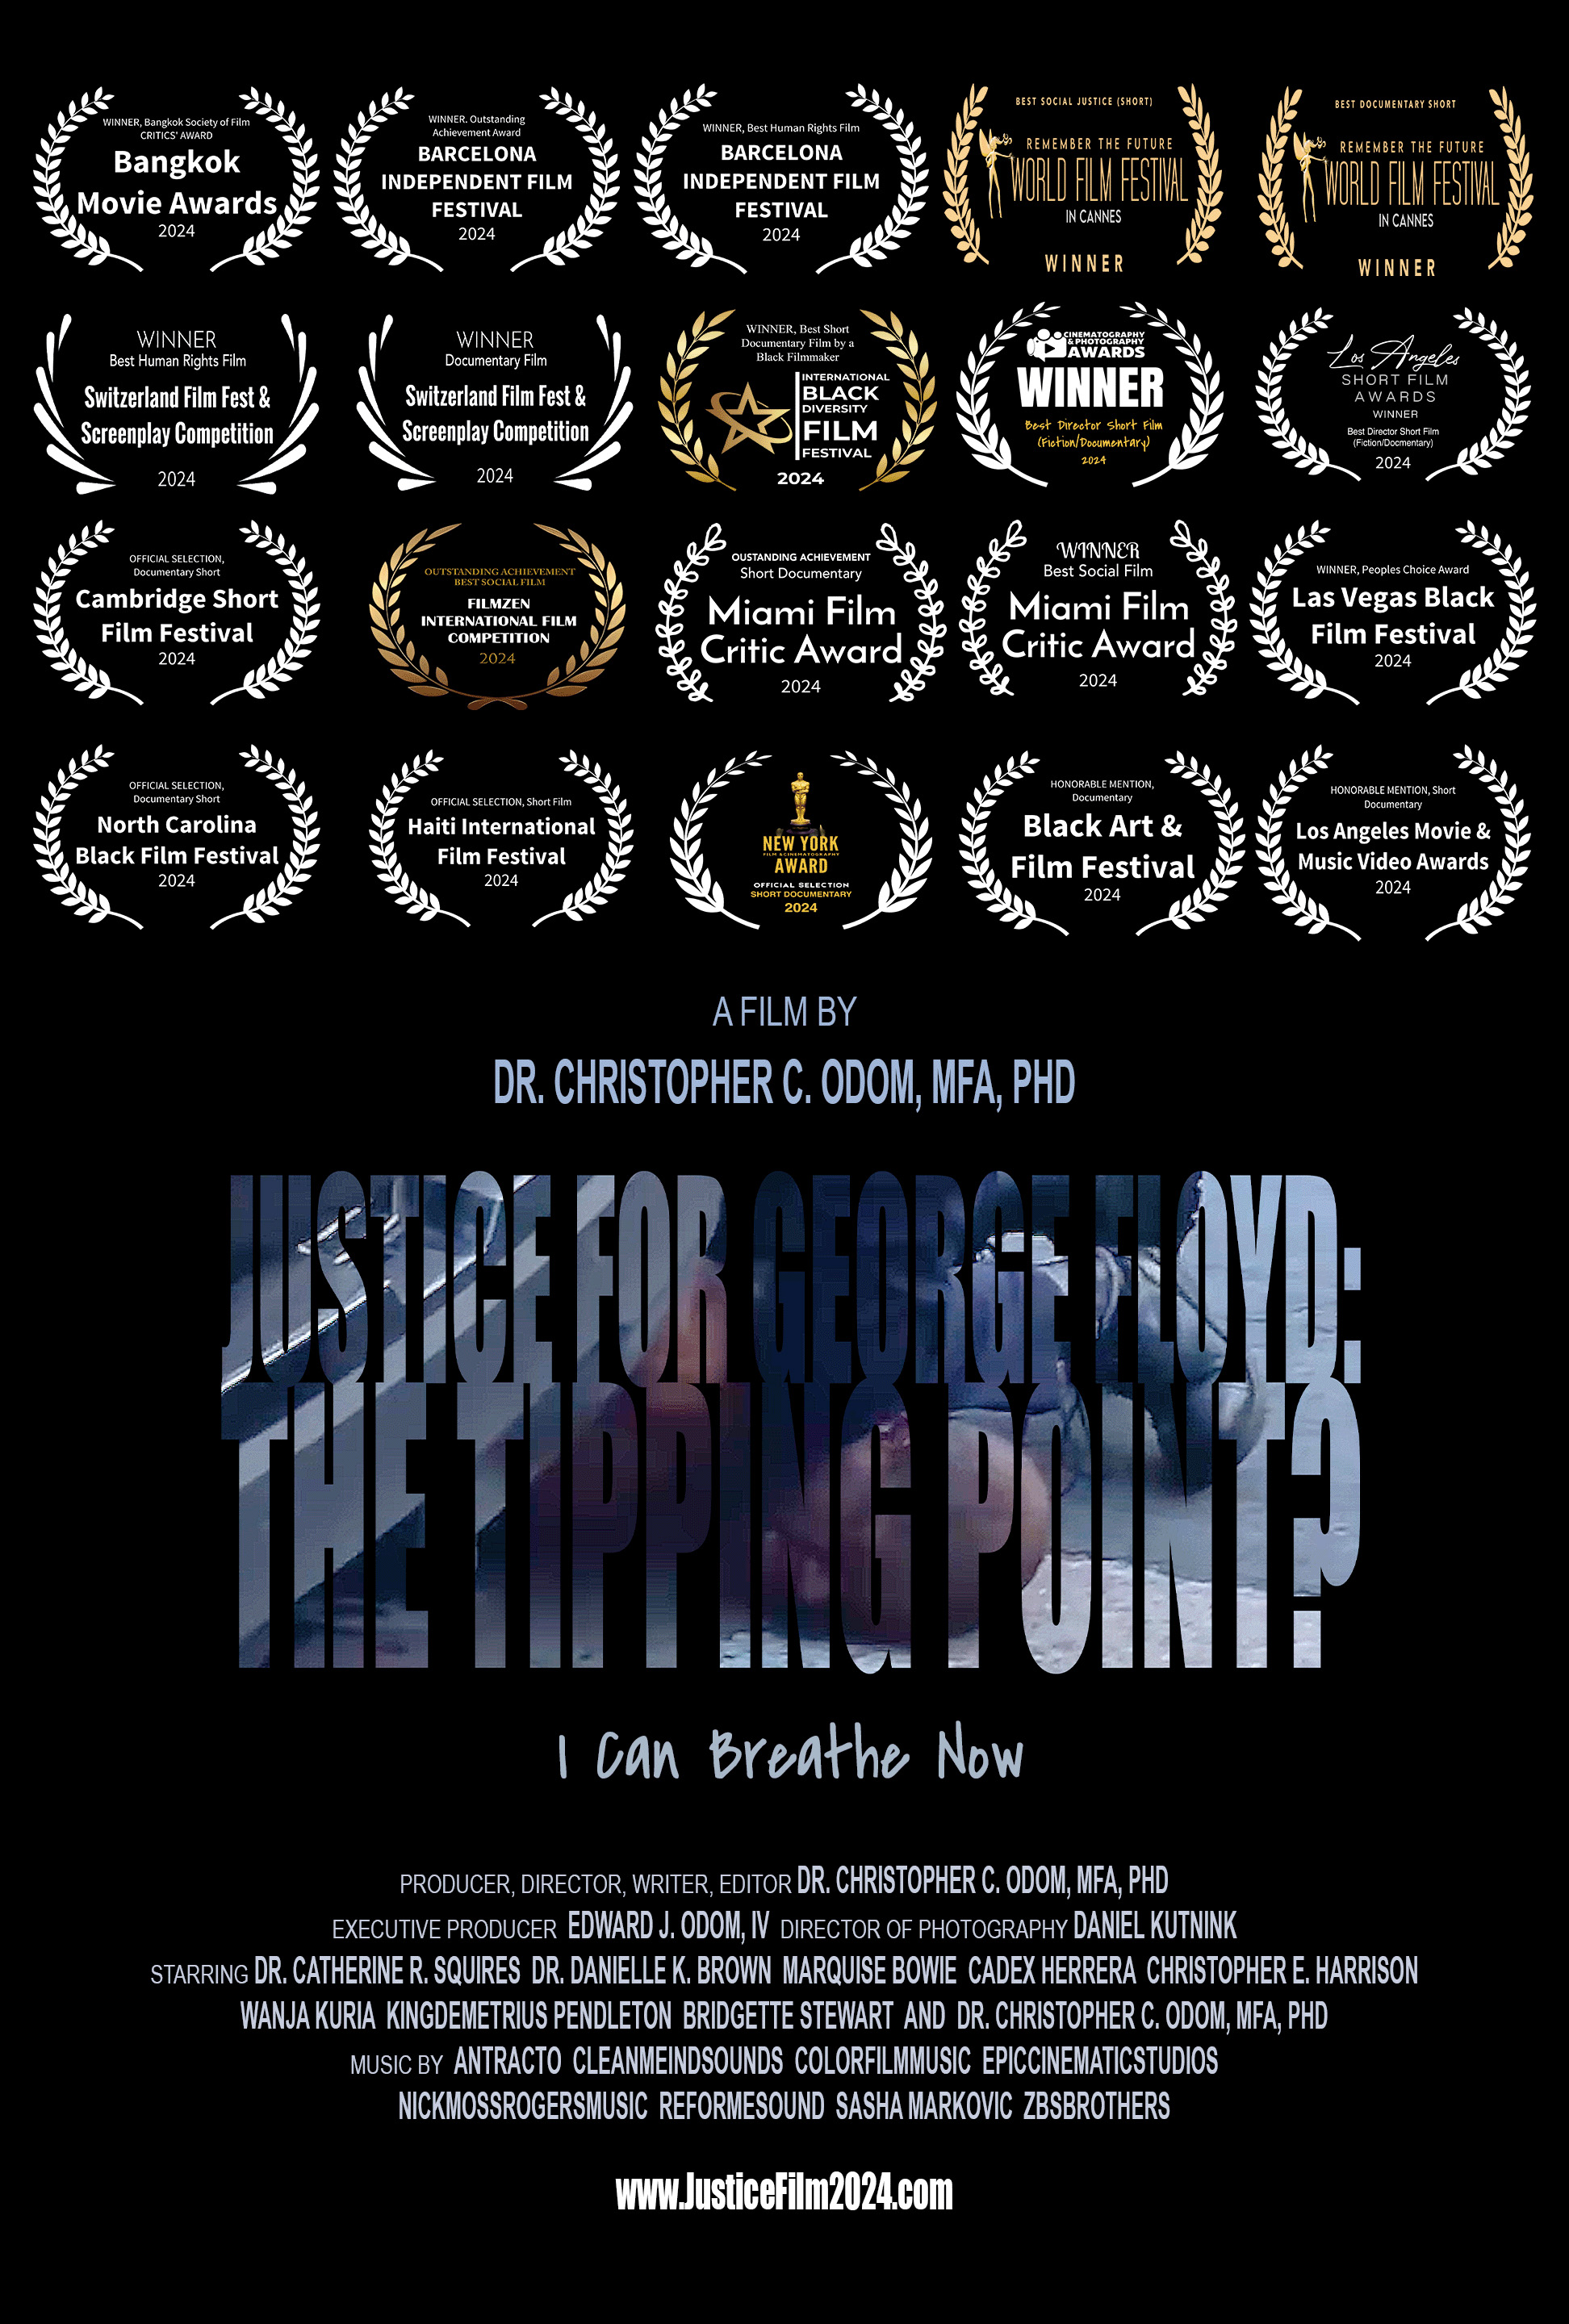 WINNER, Bangkok Society of Film
CRITICS' AWARD
Bangkok
Movie Awards
2024
WINNER. Outstanding
Achievement Award
BARCELONA
INDEPENDENT FILM
FESTIVAL
2024
WINNER, Best Human Rights Film
BARCELONA
INDEPENDENT FILM
FESTIVAL
2024
BEST SOCIAL JUSTICE (SHORT)
REMEMBER THE FUTURE
WORLD FILM FESTIVAL
IN CANNES
WINNER
BEST DOCUMENTARY SHORT
REMEMBER THE FUTURE
WORLD FILM FESTIVAL
IN CANNES
WINNER
WINNER
Best Human Rights Film
Switzerland Film Fest &
Screenplay Competition
2024
WINNER
Documentary Film
Switzerland Film Fest &
Screenplay Competition
2024
WINNER, Best Short
Documentary Film by a
Black Filmmaker
INTERNATIONAL
BLACK
DIVERSITY
FILM
FESTIVAL
2024
CINEMATOGRAPHY
& PHOTOGRAPHY
AWARDS
WINNER
Best Director Short Film
(Fiction/Documentary)
2024
Los Angeles
SHORT FILM
AWARDS
WINNER
Best Director Short Film
(Fiction/Docmentary)
2024
OFFICIAL SELECTION,
Documentary Short
Cambridge Short
Film Festival
2024
OUTSTANDING ACHIEVEMENT
BEST SOCIAL FILM
FILMZEN
INTERNATIONAL FILM
COMPETITION
2024
OUSTANDING ACHIEVEMENT
Short Documentary
Miami Film
Critic Award
2024
WINNER
Best Social Film
Miami Film
Critic Award
2024
WINNER, Peoples Choice Award
Las Vegas Black
Film Festival
2024
OFFICIAL SELECTION,
Documentary Short
North Carolina
Black Film Festival
2024
OFFICIAL SELECTION, Short Film
Haiti International
Film Festival
2024
NEW YORK
FILM & CINEMATOGRAPHY
AWARD
OFFICIAL SELECTION
SHORT DOCUMENTARY
2024
HONORABLE MENTION,
Documentary
Black Art &
Film Festival
2024
HONORABLE MENTION, Short
Documentary
Los Angeles Movie &
Music Video Awards
2024
A FILM BY
DR. CHRISTOPHER C. ODOM, MFA, PHD
JUSTICE FOR GEORGE FLOYD:
THE TIPPING POINT?
I Can Breathe Now
PRODUCER, DIRECTOR, WRITER, EDITOR DR. CHRISTOPHER C. ODOM, MFA, PHD
EXECUTIVE PRODUCER EDWARD J. ODOM, IV DIRECTOR OF PHOTOGRAPHY DANIEL KUTNINK
STARRING DR. CATHERINE R. SQUIRES DR. DANIELLE K. BROWN MARQUISE BOWIE CADEX HERRERA CHRISTOPHER E. HARRISON
WANJA KURIA KINGDEMETRIUS PENDLETON BRIDGETTE STEWART AND DR. CHRISTOPHER C. ODOM, MFA, PHD
MUSIC BY ANTRACTO CLEANMEINDSOUNDS COLORFILMMUSIC EPICCINEMATICSTUDIOS
NICKMOSSROGERSMUSIC REFORMESOUND SASHA MARKOVIC ZBSBROTHERS
www.JusticeFilm2024.com